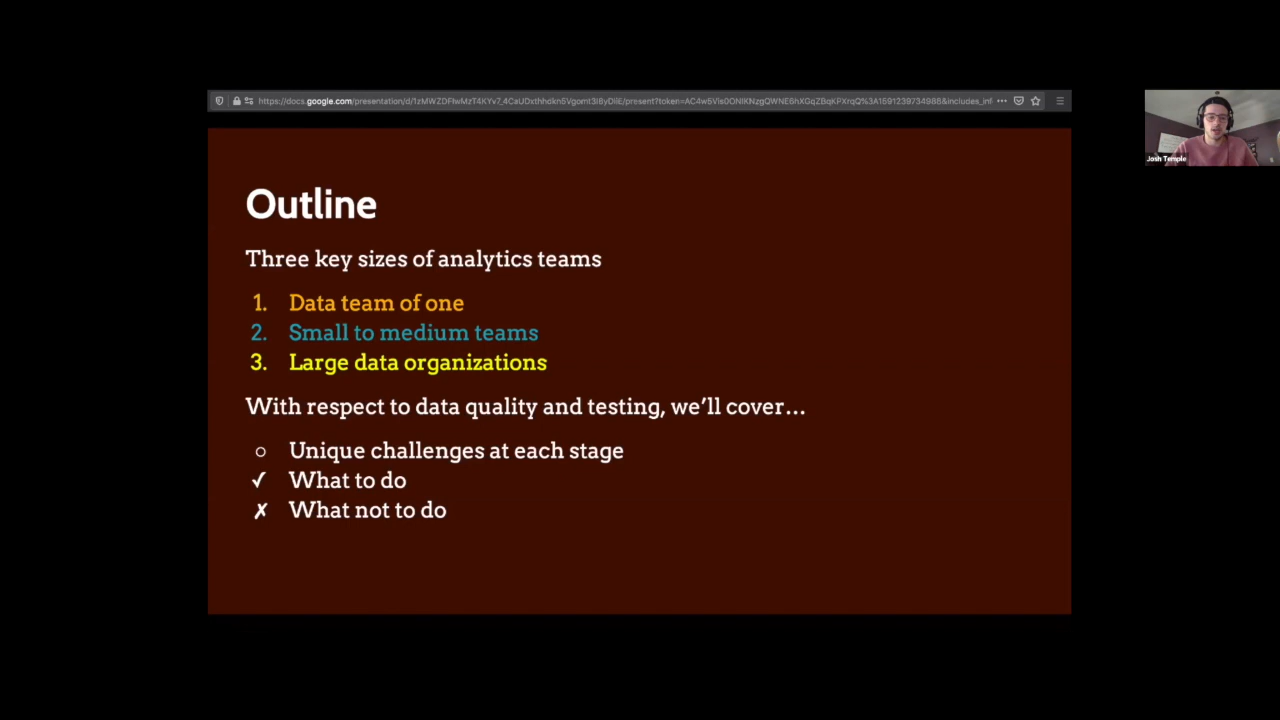 Outline
Three key sizes of analytics teams
1. Data team of one
2. Small to medium teams
3. Large data organizations
With respect to data quality and testing, we’ll cover…
○ Unique challenges at each stage
✓ What to do
✗ What not to do
Josh Temple